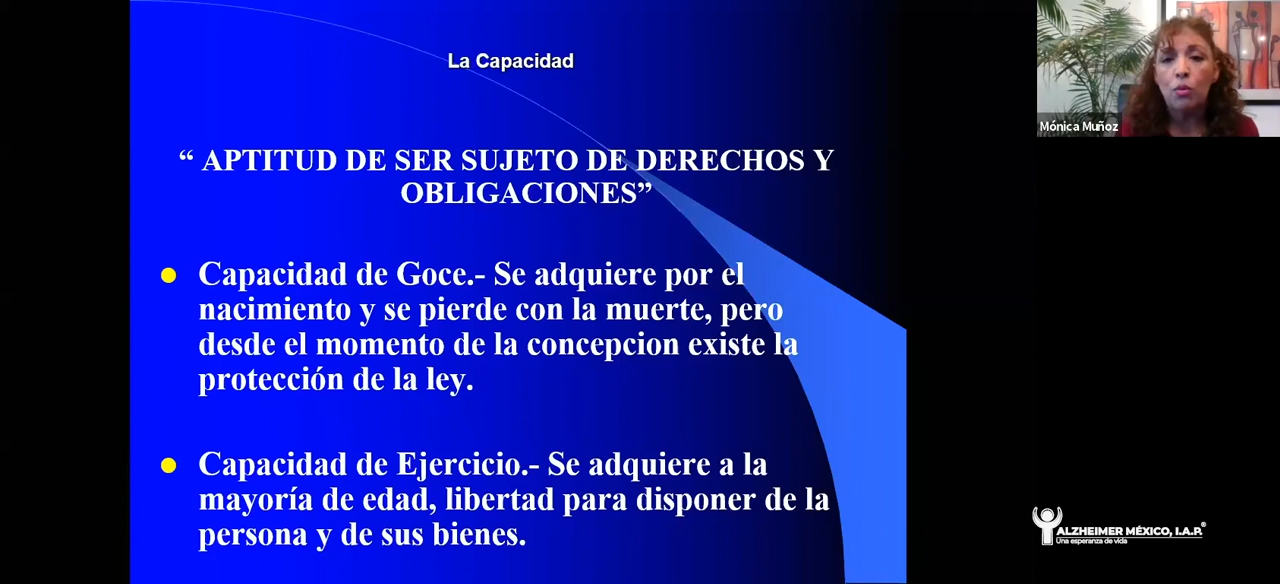 La Capacidad
“ APTITUD DE SER SUJETO DE DERECHOS Y
OBLIGACIONES”
Capacidad de Goce.- Se adquiere por el
nacimiento y se pierde con la muerte, pero
desde el momento de la concepcion existe la
protección de la ley.
Capacidad de Ejercicio.- Se adquiere a la
mayoría de edad, libertad para disponer de la
persona y de sus bienes.
Mónica Muñoz
ALZHEIMER MÉXICO, I.A.P.®
Una esperanza de vida